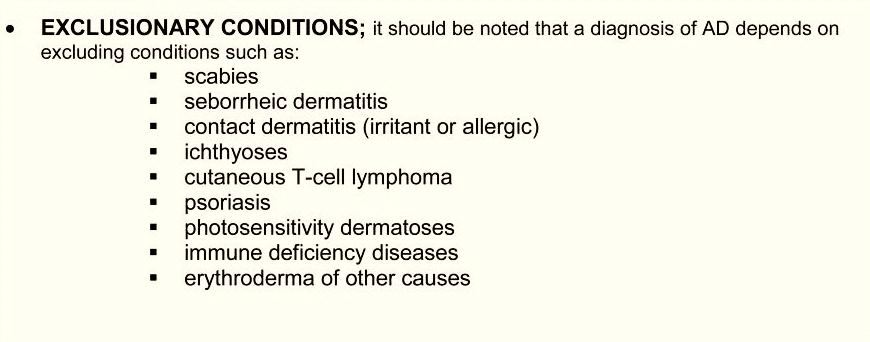 • EXCLUSIONARY CONDITIONS; it should be noted that a diagnosis of AD depends on
excluding conditions such as:
▪ scabies
▪ seborrheic dermatitis
▪ contact dermatitis (irritant or allergic)
▪ ichthyoses
▪ cutaneous T-cell lymphoma
▪ psoriasis
▪ photosensitivity dermatoses
▪ immune deficiency diseases
▪ erythroderma of other causes